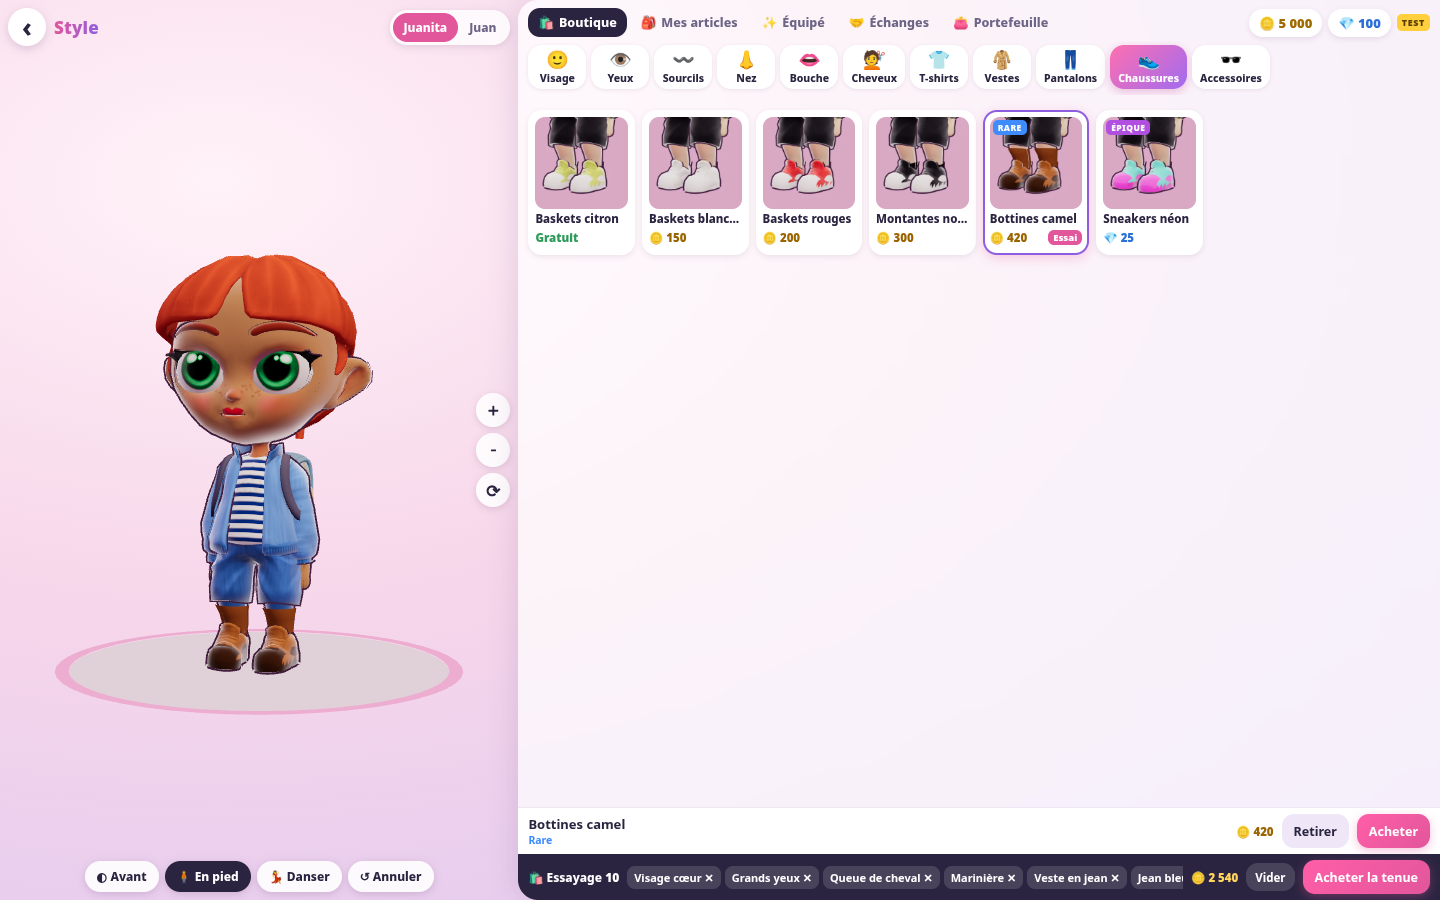 Style
Juanita Juan
Boutique Mes articles Équipé Échanges Portefeuille
5 000 100 TEST
Visage Yeux Sourcils Nez Bouche Cheveux T-shirts Vestes Pantalons Chaussures Accessoires
RARE ÉPIQUE
Baskets citron Baskets blanc... Baskets rouges Montantes no... Bottines camel Sneakers néon
Gratuit 150 200 300 420 Essai 25
+
-
Bottines camel
Rare
420 Retirer Acheter
Avant En pied Danser Annuler
Essayage 10 Visage cœur ✕ Grands yeux ✕ Queue de cheval ✕ Marinière ✕ Veste en jean ✕ Jean bleu 2 540 Vider Acheter la tenue